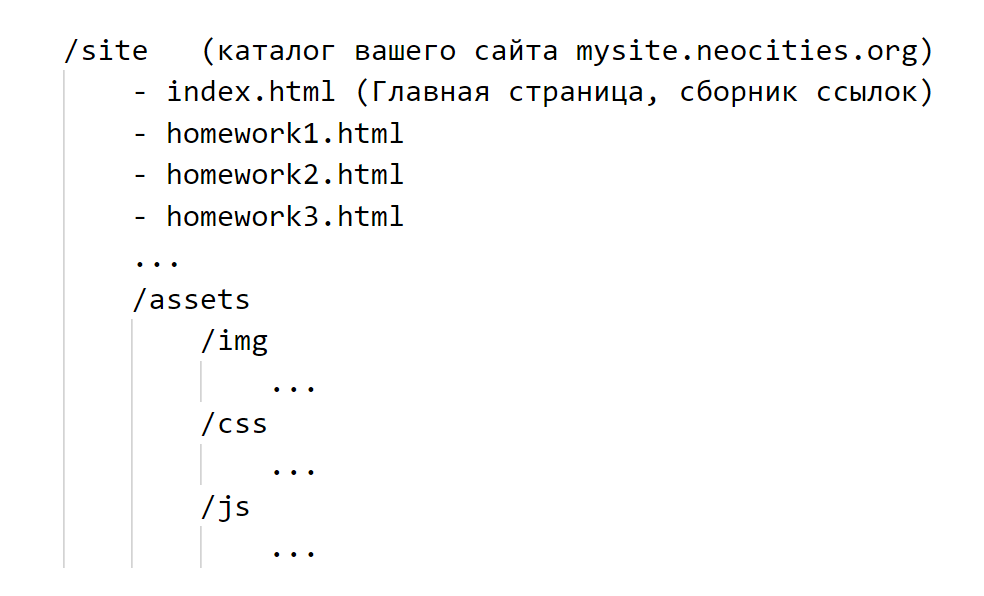 /site   (каталог вашего сайта mysite.neocities.org)
    - index.html (Главная страница, сборник ссылок)
    - homework1.html
    - homework2.html
    - homework3.html
    ...
    /assets
        /img
            ...
        /css
            ...
        /js
            ...